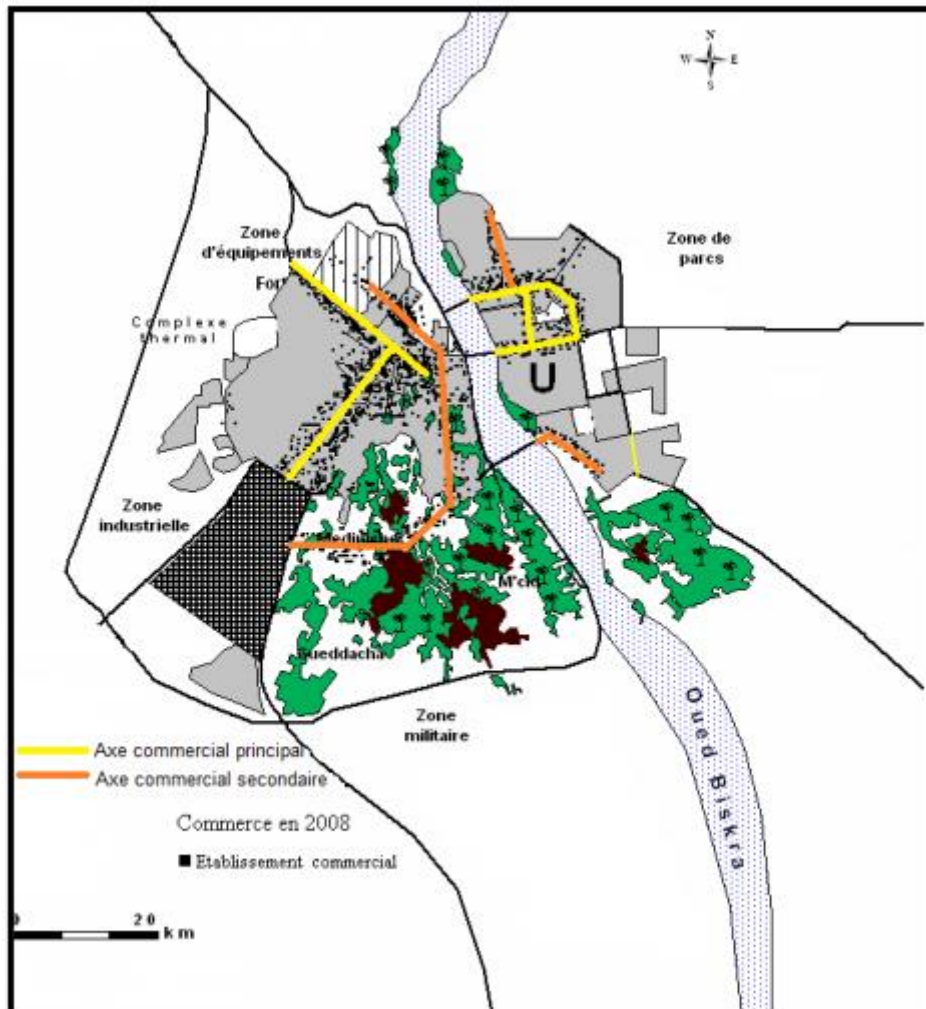 N
W E
S
Zone
d'équipements
Zone de
parcs
Fort
Complexe
thermal
U
Zone
industrielle
M'cid
Gueddacha
Zone
militaire
Oued Biskra
Axe commercial principal
Axe commercial secondaire
Commerce en 2008
Etablissement commercial
0 20
km